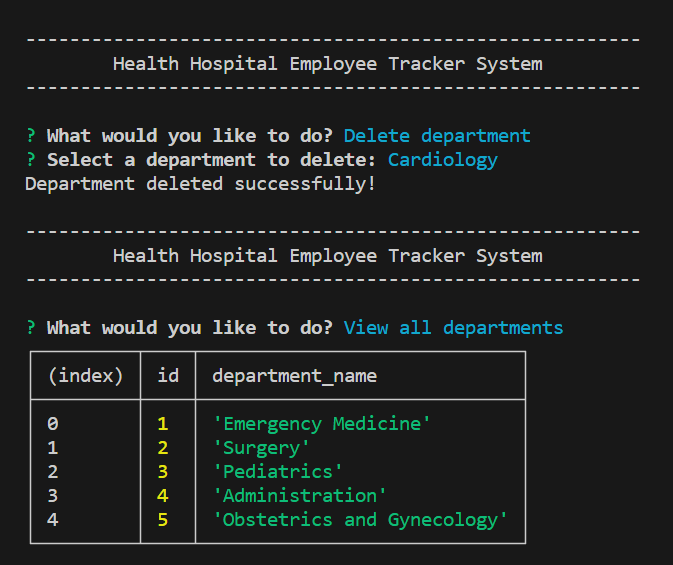 --------------------------------------------------------
Health Hospital Employee Tracker System
--------------------------------------------------------
? What would you like to do? Delete department
? Select a department to delete: Cardiology
Department deleted successfully!
--------------------------------------------------------
Health Hospital Employee Tracker System
--------------------------------------------------------
? What would you like to do? View all departments
(index) id department_name
0 1 'Emergency Medicine'
1 2 'Surgery'
2 3 'Pediatrics'
3 4 'Administration'
4 5 'Obstetrics and Gynecology'